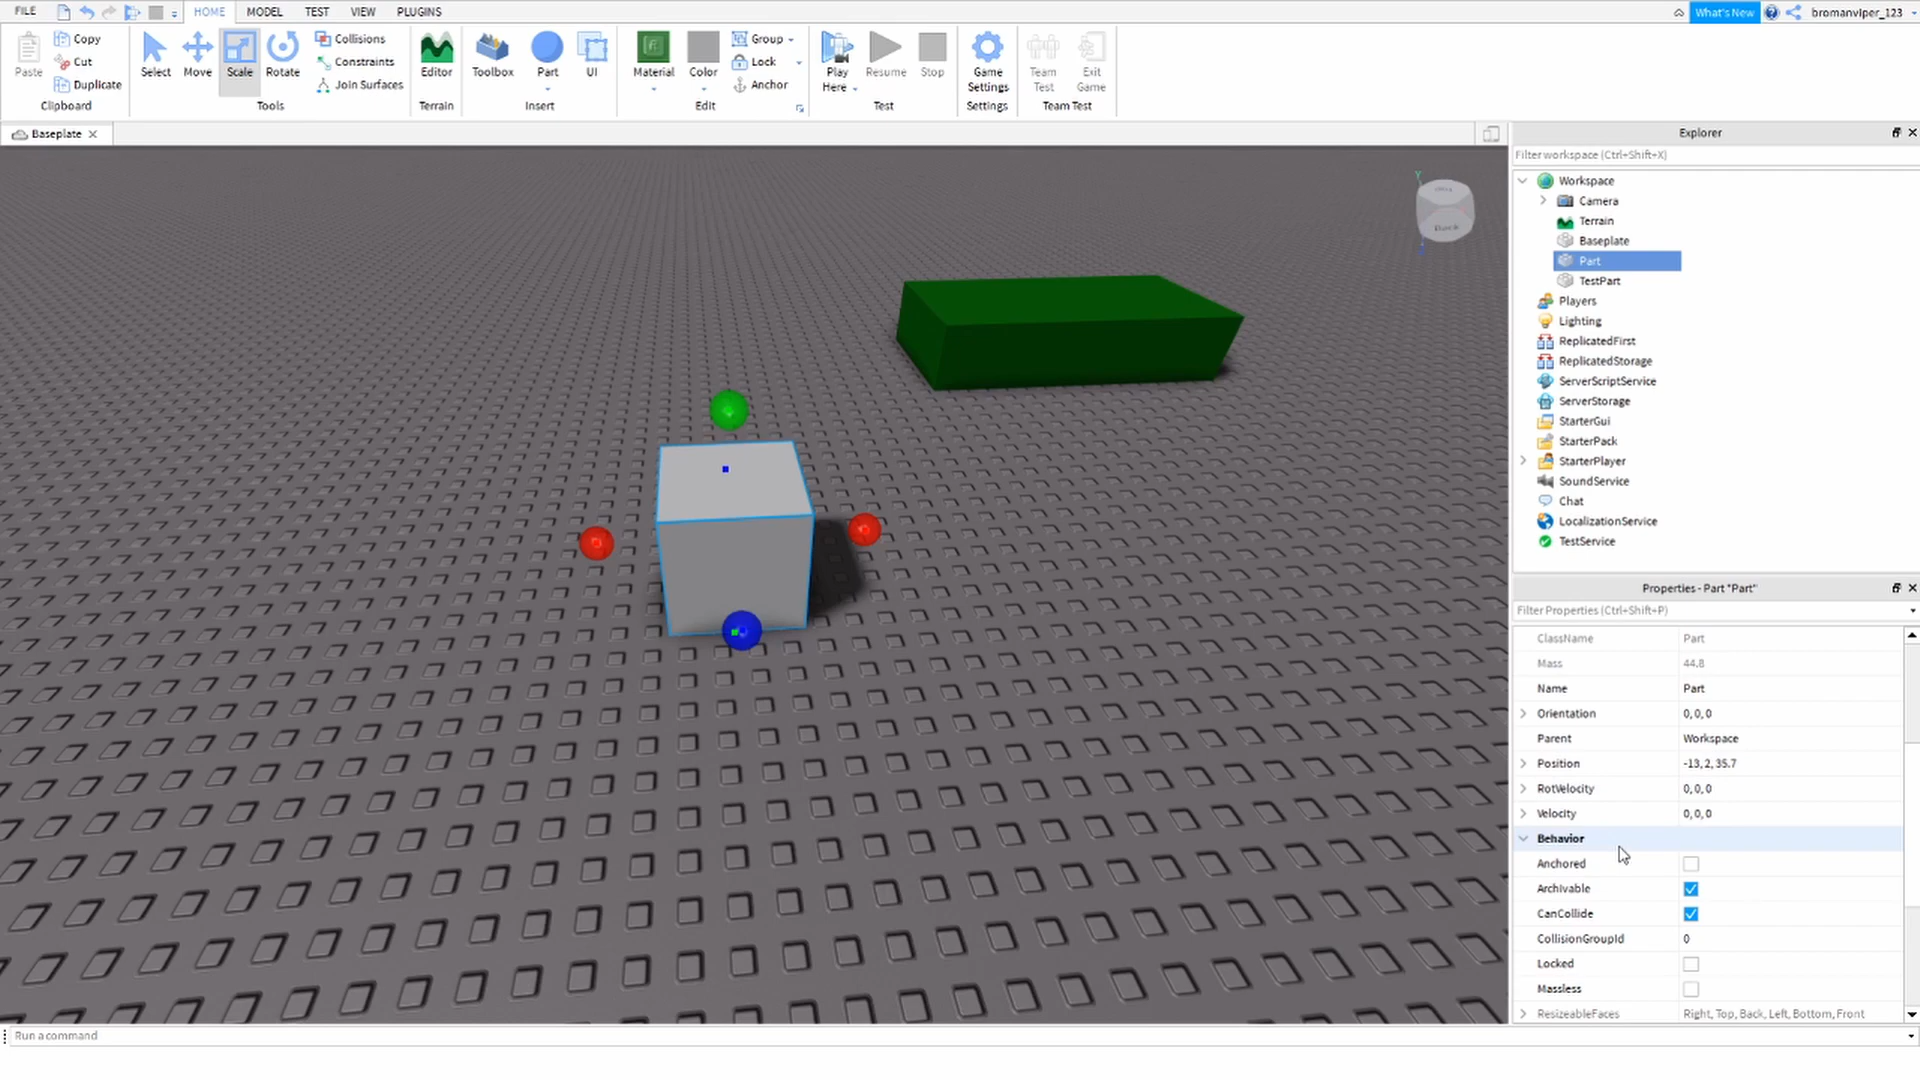 FILE HOME MODEL TEST VIEW PLUGINS What's New bromanviper_123
Paste Copy Cut Duplicate Clipboard
Select Move Scale Rotate Collisions Constraints Join Surfaces Tools
Editor Terrain
Toolbox Part UI Insert
Material Color Group Lock Anchor Edit
Play Here Resume Stop Test
Game Settings Settings
Team Test Exit Game Team Test
Baseplate
Back
Y
Explorer
Filter workspace (Ctrl+Shift+X)
Workspace
Camera
Terrain
Baseplate
Part
TestPart
Players
Lighting
ReplicatedFirst
ReplicatedStorage
ServerScriptService
ServerStorage
StarterGui
StarterPack
StarterPlayer
SoundService
Chat
LocalizationService
TestService
Properties - Part "Part"
Filter Properties (Ctrl+Shift+P)
ClassName Part
Mass 44.8
Name Part
Orientation 0, 0, 0
Parent Workspace
Position -13, 2, 35.7
RotVelocity 0, 0, 0
Velocity 0, 0, 0
Behavior
Anchored
Archivable
CanCollide
CollisionGroupId 0
Locked
Massless
ResizeableFaces Right, Top, Back, Left, Bottom, Front
Run a command